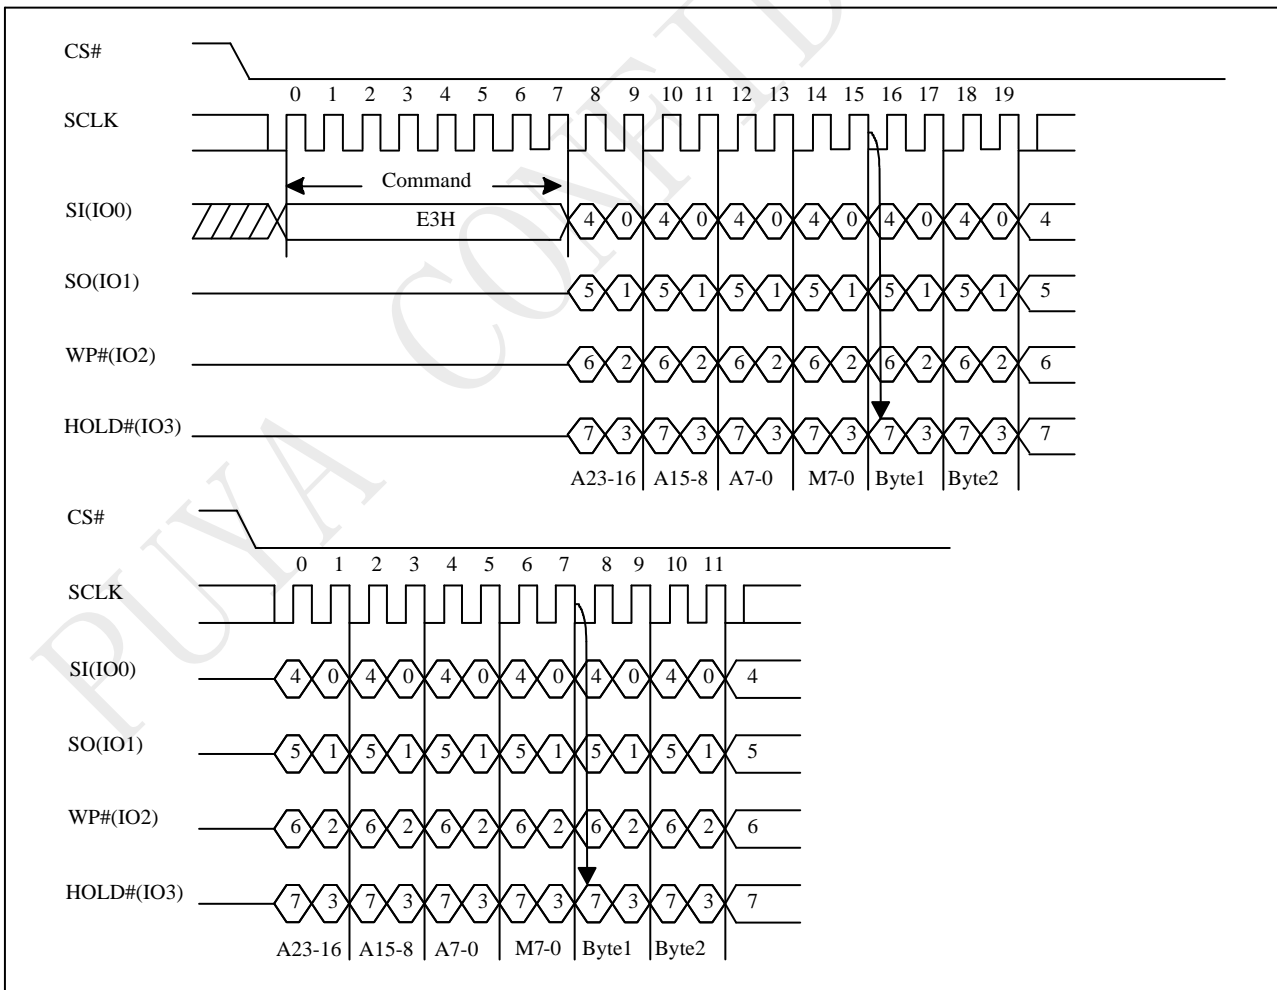 PUYA CONFID
CS#
0 1 2 3 4 5 6 7 8 9 10 11 12 13 14 15 16 17 18 19
SCLK
Command
SI(IO0) E3H 4 0 4 0 4 0 4 0 4 0 4 0 4
SO(IO1) 5 1 5 1 5 1 5 1 5 1 5 1 5
WP#(IO2) 6 2 6 2 6 2 6 2 6 2 6 2 6
HOLD#(IO3) 7 3 7 3 7 3 7 3 7 3 7 3 7
A23-16 A15-8 A7-0 M7-0 Byte1 Byte2
CS#
0 1 2 3 4 5 6 7 8 9 10 11
SCLK
SI(IO0) 4 0 4 0 4 0 4 0 4 0 4 0 4
SO(IO1) 5 1 5 1 5 1 5 1 5 1 5 1 5
WP#(IO2) 6 2 6 2 6 2 6 2 6 2 6 2 6
HOLD#(IO3) 7 3 7 3 7 3 7 3 7 3 7 3 7
A23-16 A15-8 A7-0 M7-0 Byte1 Byte2